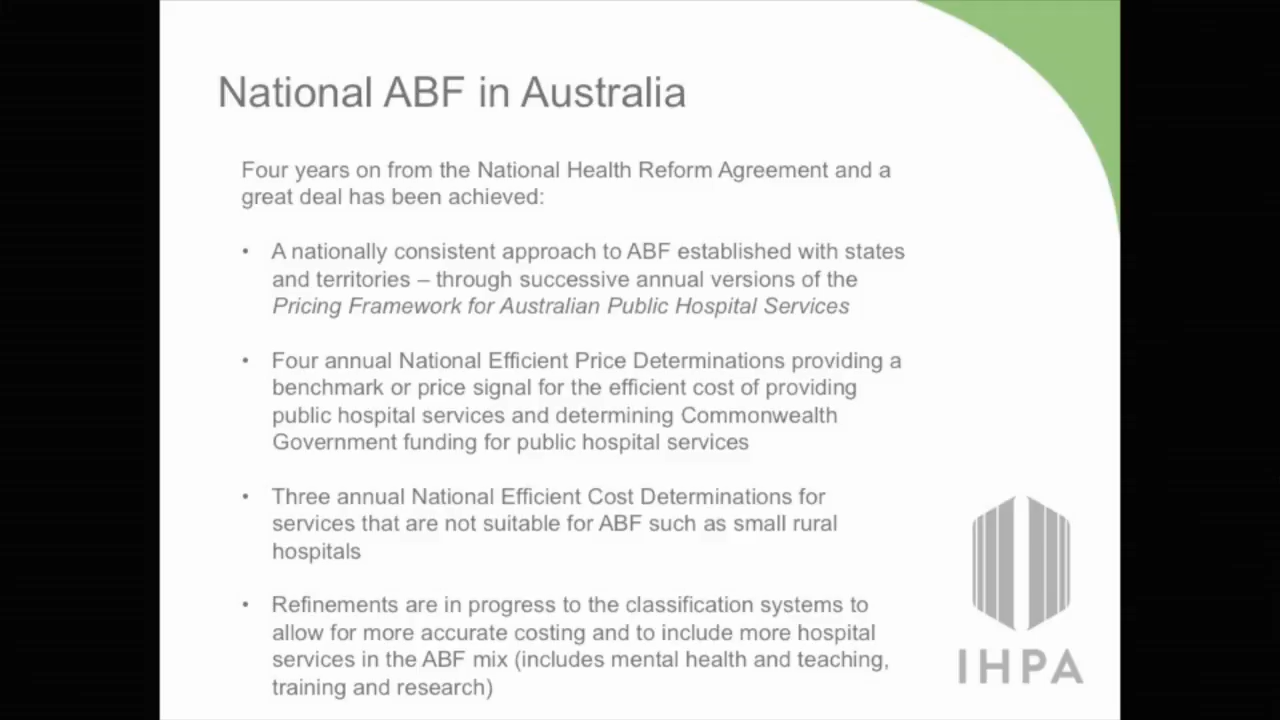 National ABF in Australia
Four years on from the National Health Reform Agreement and a
great deal has been achieved:
• A nationally consistent approach to ABF established with states
and territories – through successive annual versions of the
Pricing Framework for Australian Public Hospital Services
• Four annual National Efficient Price Determinations providing a
benchmark or price signal for the efficient cost of providing
public hospital services and determining Commonwealth
Government funding for public hospital services
• Three annual National Efficient Cost Determinations for
services that are not suitable for ABF such as small rural
hospitals
• Refinements are in progress to the classification systems to
allow for more accurate costing and to include more hospital
services in the ABF mix (includes mental health and teaching,
training and research)
IHPA